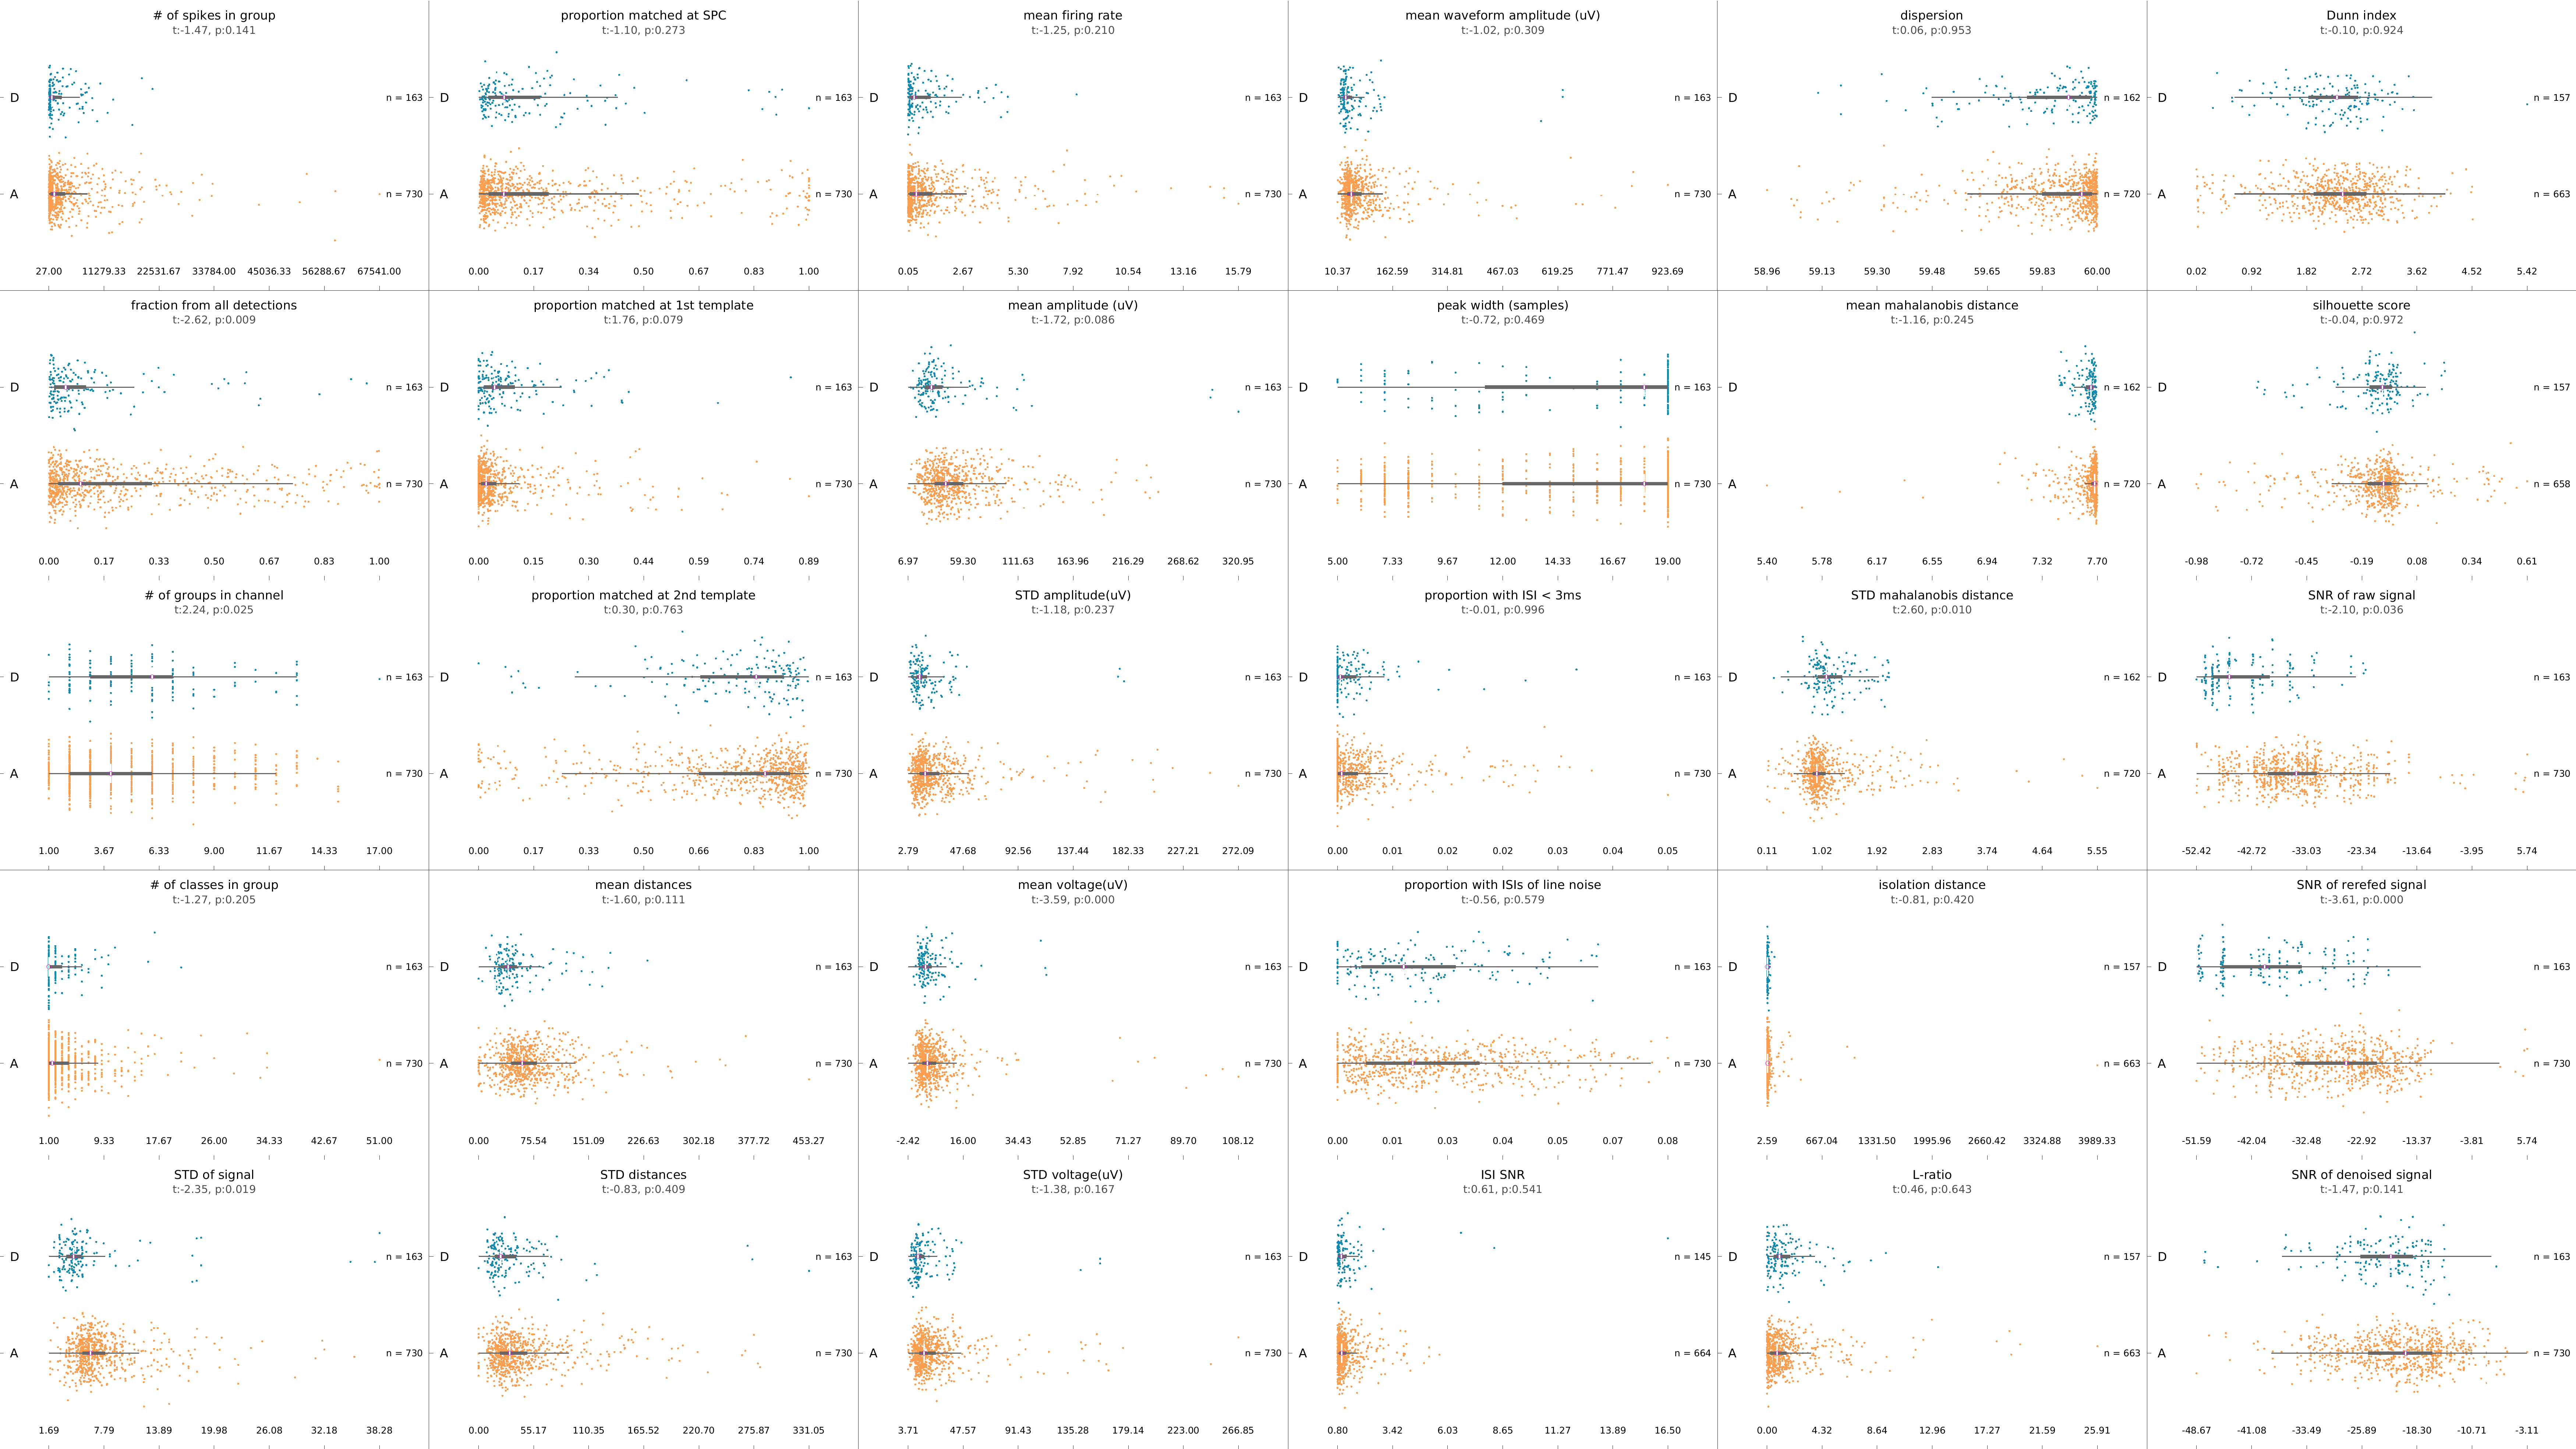 # of spikes in group
t:-1.47, p:0.141
D
n = 163
A
n = 730
27.00 11279.33 22531.67 33784.00 45036.33 56288.67 67541.00
proportion matched at SPC
t:-1.10, p:0.273
D
n = 163
A
n = 730
0.00 0.17 0.34 0.50 0.67 0.83 1.00
mean firing rate
t:-1.25, p:0.210
D
n = 163
A
n = 730
0.05 2.67 5.30 7.92 10.54 13.16 15.79
mean waveform amplitude (uV)
t:-1.02, p:0.309
D
n = 163
A
n = 730
10.37 162.59 314.81 467.03 619.25 771.47 923.69
dispersion
t:0.06, p:0.953
D
n = 162
A
n = 720
58.96 59.13 59.30 59.48 59.65 59.83 60.00
Dunn index
t:-0.10, p:0.924
D
n = 157
A
n = 663
0.02 0.92 1.82 2.72 3.62 4.52 5.42
fraction from all detections
t:-2.62, p:0.009
D
n = 163
A
n = 730
0.00 0.17 0.33 0.50 0.67 0.83 1.00
proportion matched at 1st template
t:1.76, p:0.079
D
n = 163
A
n = 730
0.00 0.15 0.30 0.44 0.59 0.74 0.89
mean amplitude (uV)
t:-1.72, p:0.086
D
n = 163
A
n = 730
6.97 59.30 111.63 163.96 216.29 268.62 320.95
peak width (samples)
t:-0.72, p:0.469
D
n = 163
A
n = 730
5.00 7.33 9.67 12.00 14.33 16.67 19.00
mean mahalanobis distance
t:-1.16, p:0.245
D
n = 162
A
n = 720
5.40 5.78 6.17 6.55 6.94 7.32 7.70
silhouette score
t:-0.04, p:0.972
D
n = 157
A
n = 658
-0.98 -0.72 -0.45 -0.19 0.08 0.34 0.61
# of groups in channel
t:2.24, p:0.025
D
n = 163
A
n = 730
1.00 3.67 6.33 9.00 11.67 14.33 17.00
proportion matched at 2nd template
t:0.30, p:0.763
D
n = 163
A
n = 730
0.00 0.17 0.33 0.50 0.66 0.83 1.00
STD amplitude(uV)
t:-1.18, p:0.237
D
n = 163
A
n = 730
2.79 47.68 92.56 137.44 182.33 227.21 272.09
proportion with ISI < 3ms
t:-0.01, p:0.996
D
n = 163
A
n = 730
0.00 0.01 0.02 0.02 0.03 0.04 0.05
STD mahalanobis distance
t:2.60, p:0.010
D
n = 162
A
n = 720
0.11 1.02 1.92 2.83 3.74 4.64 5.55
SNR of raw signal
t:-2.10, p:0.036
D
n = 163
A
n = 730
-52.42 -42.72 -33.03 -23.34 -13.64 -3.95 5.74
# of classes in group
t:-1.27, p:0.205
D
n = 163
A
n = 730
1.00 9.33 17.67 26.00 34.33 42.67 51.00
mean distances
t:-1.60, p:0.111
D
n = 163
A
n = 730
0.00 75.54 151.09 226.63 302.18 377.72 453.27
mean voltage(uV)
t:-3.59, p:0.000
D
n = 163
A
n = 730
-2.42 16.00 34.43 52.85 71.27 89.70 108.12
proportion with ISIs of line noise
t:-0.56, p:0.579
D
n = 163
A
n = 730
0.00 0.01 0.03 0.04 0.05 0.07 0.08
isolation distance
t:-0.81, p:0.420
D
n = 157
A
n = 663
2.59 667.04 1331.50 1995.96 2660.42 3324.88 3989.33
SNR of rerefed signal
t:-3.61, p:0.000
D
n = 163
A
n = 730
-51.59 -42.04 -32.48 -22.92 -13.37 -3.81 5.74
STD of signal
t:-2.35, p:0.019
D
n = 163
A
n = 730
1.69 7.79 13.89 19.98 26.08 32.18 38.28
STD distances
t:-0.83, p:0.409
D
n = 163
A
n = 730
0.00 55.17 110.35 165.52 220.70 275.87 331.05
STD voltage(uV)
t:-1.38, p:0.167
D
n = 163
A
n = 730
3.71 47.57 91.43 135.28 179.14 223.00 266.85
ISI SNR
t:0.61, p:0.541
D
n = 145
A
n = 664
0.80 3.42 6.03 8.65 11.27 13.89 16.50
L-ratio
t:0.46, p:0.643
D
n = 157
A
n = 663
0.00 4.32 8.64 12.96 17.27 21.59 25.91
SNR of denoised signal
t:-1.47, p:0.141
D
n = 163
A
n = 730
-48.67 -41.08 -33.49 -25.89 -18.30 -10.71 -3.11